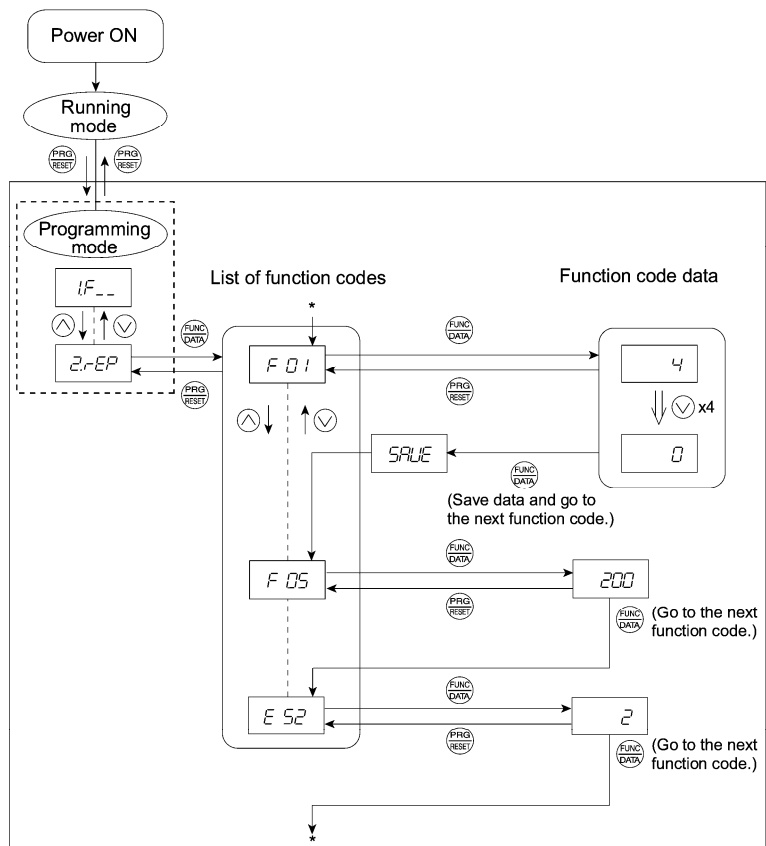 Power ON
Running
mode
PRG
RESET
PRG
RESET
Programming
mode
1.F__
2.rEP
FUNC
DATA
PRG
RESET
List of function codes
*
F 01
F 05
E 52
FUNC
DATA
PRG
RESET
Function code data
4
x4
0
SAVE
FUNC
DATA
(Save data and go to
the next function code.)
FUNC
DATA
PRG
RESET
200
FUNC
DATA
(Go to the next
function code.)
FUNC
DATA
PRG
RESET
2
FUNC
DATA
(Go to the next
function code.)
*